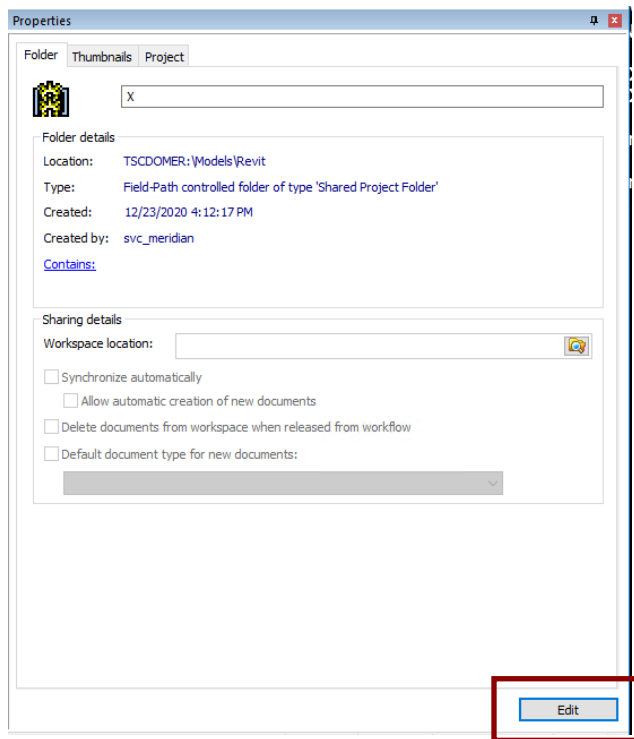 Properties
Folder Thumbnails Project
X
Folder details
Location: TSCDOMER:\Models\Revit
Type: Field-Path controlled folder of type 'Shared Project Folder'
Created: 12/23/2020 4:12:17 PM
Created by: svc_meridian
Contains:
Sharing details
Workspace location:
Synchronize automatically
Allow automatic creation of new documents
Delete documents from workspace when released from workflow
Default document type for new documents:
Edit